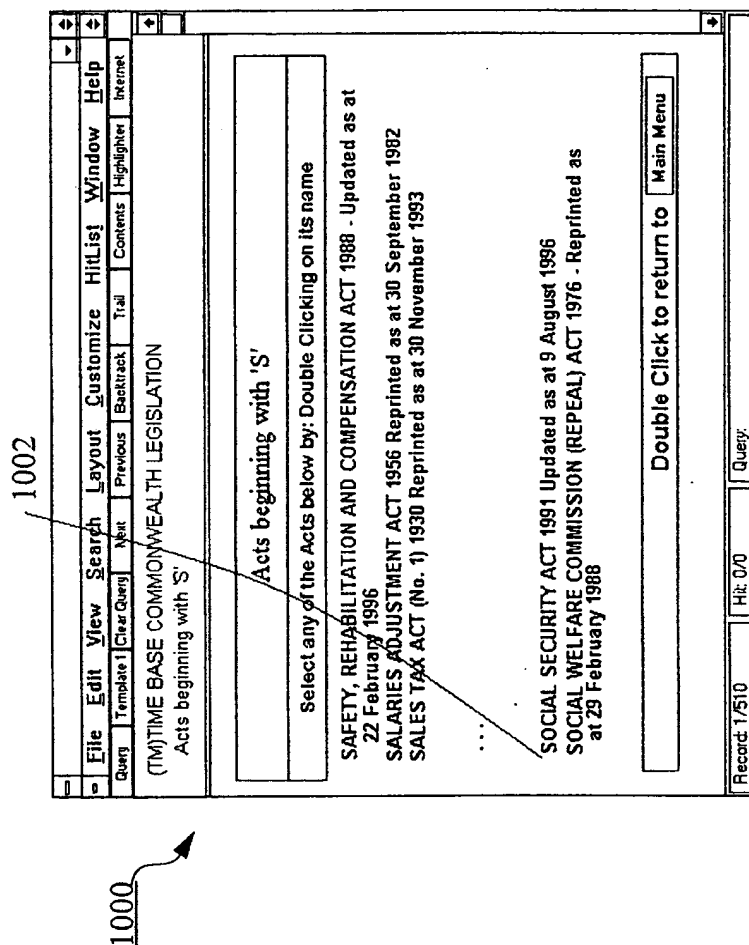 1000
1002
File Edit View Search Layout Customize HitList Window Help
Query Template 1 Clear Query Next Previous Backtrack Trail Contents Highlighter Internet
(TM)TIME BASE COMMONWEALTH LEGISLATION
Acts beginning with 'S'
Acts beginning with 'S'
Select any of the Acts below by: Double Clicking on its name
SAFETY, REHABILITATION AND COMPENSATION ACT 1988 - Updated as at
22 February 1996
SALARIES ADJUSTMENT ACT 1956 Reprinted as at 30 September 1982
SALES TAX ACT (No. 1) 1930 Reprinted as at 30 November 1993
. . .
SOCIAL SECURITY ACT 1991 Updated as at 9 August 1996
SOCIAL WELFARE COMMISSION (REPEAL) ACT 1976 - Reprinted as
at 29 February 1988
Double Click to return to Main Menu
Record: 1/510 Hit: 0/0 Query: